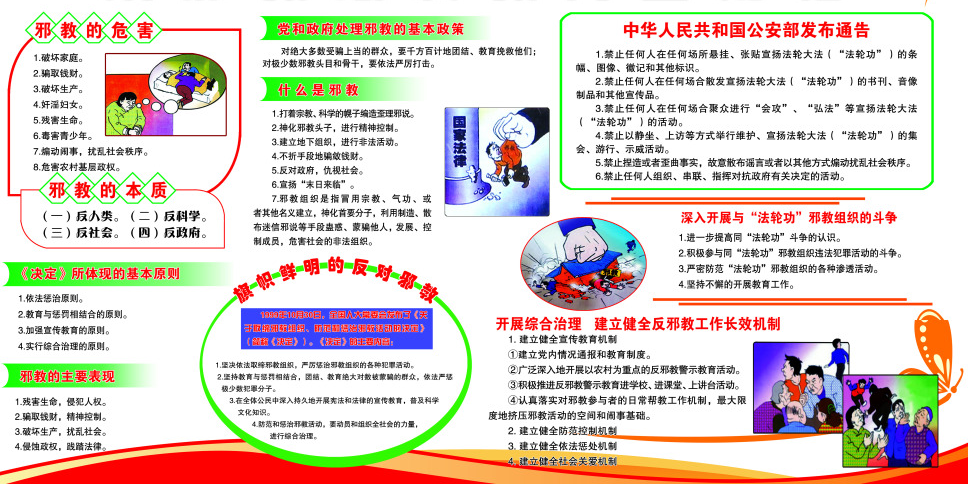 邪教的危害
1.破坏家庭。
2.骗取钱财。
3.破坏生产。
4.奸淫妇女。
5.残害生命。
6.毒害青少年。
7.煽动闹事，扰乱社会秩序。
8.危害农村基层政权。
邪教的本质
（一）反人类。（二）反科学。
（三）反社会。（四）反政府。
《决定》所体现的基本原则
1.依法惩治原则。
2.教育与惩罚相结合的原则。
3.加强宣传教育的原则。
4.实行综合治理的原则。
邪教的主要表现
1.残害生命，侵犯人权。
2.骗取钱财，精神控制。
3.破坏生产，扰乱社会。
4.侵蚀政权，践踏法律。
党和政府处理邪教的基本政策
对绝大多数受骗上当的群众，要千方百计地团结、教育挽救他们；
对极少数邪教头目和骨干，要依法严厉打击。
什么是邪教
1.打着宗教、科学的幌子编造歪理邪说。
2.神化邪教头子，进行精神控制。
3.建立地下组织，进行非法活动。
4.不折手段地骗敛钱财。
5.反对政府，仇视社会。
6.宣扬“末日来临”。
7.邪教组织是指冒用宗教、气功、或
者其他名义建立，神化首要分子，利用制造、散
布迷信邪说等手段蛊惑、蒙骗他人，发展、控
制成员，危害社会的非法组织。
国家法律
旗帜鲜明的反对邪教
1.坚决依法取缔邪教组织，严厉惩治邪教组织的各种犯罪活动。
2.坚持教育与惩罚相结合，团结、教育绝大对数被蒙骗的群众，依法严惩
极少数犯罪分子。
3.在全体公民中深入持久地开展宪法和法律的宣传教育，普及科学
文化知识。
4.防范和惩治邪教活动，要动员和组织全社会的力量，
进行综合治理。
中华人民共和国公安部发布通告
1.禁止任何人在任何场所悬挂、张贴宣扬法轮大法（“法轮功”）的条
幅、图像、徽记和其他标识。
2.禁止任何人在任何场合散发宣扬法轮大法（“法轮功”）的书刊、音像
制品和其他宣传品。
3.禁止任何人在任何场合聚众进行“会攻”、“弘法”等宣扬法轮大法
（“法轮功”）的活动。
4.禁止以静坐、上访等方式举行维护、宣扬法轮大法（“法轮功”）的集
会、游行、示威活动。
5.禁止捏造或者歪曲事实，故意散布谣言或者以其他方式煽动扰乱社会秩序。
6.禁止任何人组织、串联、指挥对抗政府有关决定的活动。
深入开展与“法轮功”邪教组织的斗争
1.进一步提高同“法轮功”斗争的认识。
2.积极参与同“法轮功”邪教组织违法犯罪活动的斗争。
3.严密防范“法轮功”邪教组织的各种渗透活动。
4.坚持不懈的开展教育工作。
开展综合治理 建立健全反邪教工作长效机制
1. 建立健全宣传教育机制
①建立党内情况通报和教育制度。
②广泛深入地开展以农村为重点的反邪教警示教育活动。
③积极推进反邪教警示教育进学校、进课堂、上讲台活动。
④认真落实对邪教参与者的日常帮教工作机制，最大限
度地挤压邪教活动的空间和闹事基础。
2. 建立健全防范控制机制
3. 建立健全依法惩处机制
4. 建立健全社会关爱机制